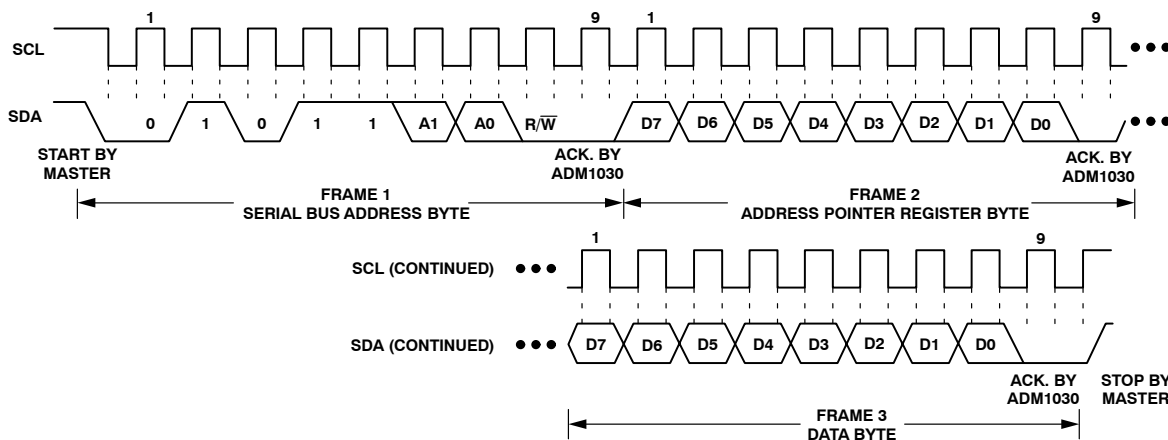 1 9 1 9
SCL
SDA 0 1 0 1 1 A1 A0 R/W̅ D7 D6 D5 D4 D3 D2 D1 D0
START BY
MASTER
ACK. BY
ADM1030
ACK. BY
ADM1030
FRAME 1
SERIAL BUS ADDRESS BYTE
FRAME 2
ADDRESS POINTER REGISTER BYTE
1 9
SCL (CONTINUED)
SDA (CONTINUED) D7 D6 D5 D4 D3 D2 D1 D0
ACK. BY
ADM1030
STOP BY
MASTER
FRAME 3
DATA BYTE